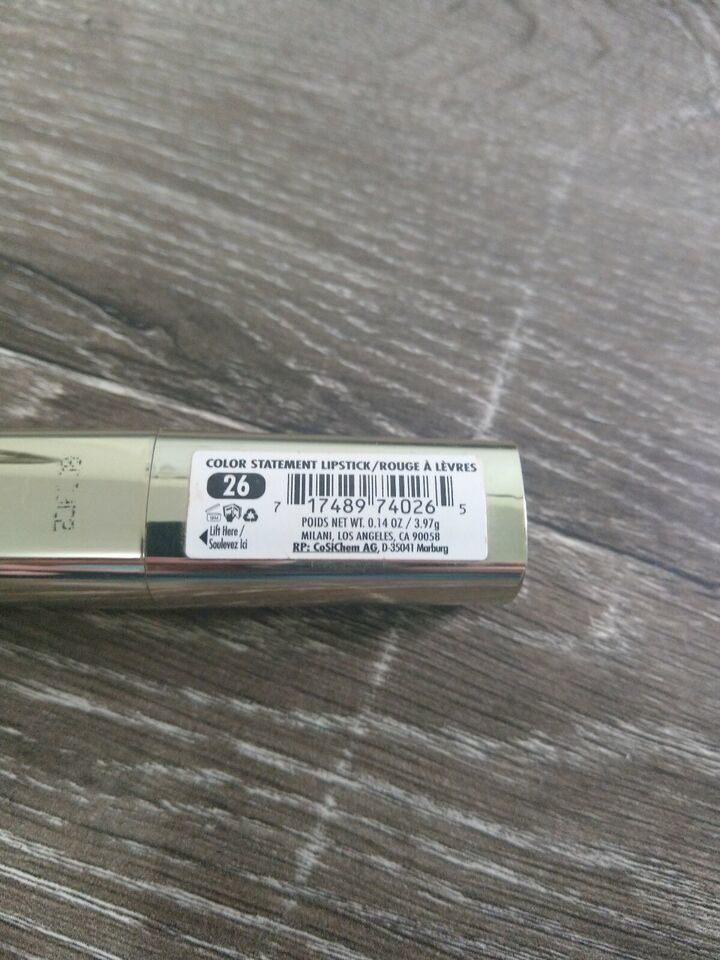 COLOR STATEMENT LIPSTICK/ROUGE À LÈVRES
26
7 17489 74026 5
POIDS NET WT. 0.14 OZ / 3.97g
MILANI, LOS ANGELES, CA 90058
RP: CoSiChem AG, D-35041 Marburg
Lift Here /
Soulevez Ici